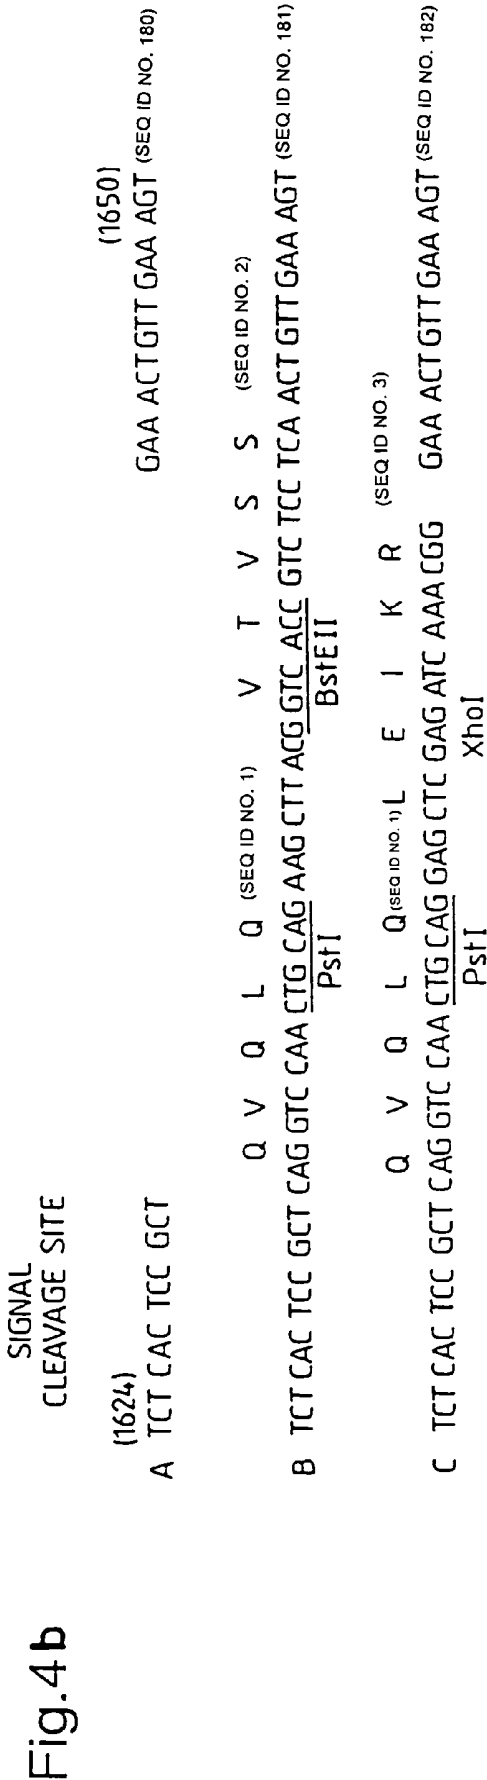 Fig.4b
SIGNAL
CLEAVAGE SITE
(1624) (1650)
A TCT CAC TCC GCT GAA ACTGTT GAA AGT (SEQ ID NO. 180)
Q V Q L Q (SEQ ID NO. 1) V T V S S (SEQ ID NO. 2)
B TCT CAC TCC GCT CAG GTC CAA CTG CAG AAG CTT ACG GTC ACC GTC TCC TCA ACT GTT GAA AGT (SEQ ID NO. 181)
PstI BstEII
Q V Q L Q (SEQ ID NO. 1) L E I K R (SEQ ID NO. 3)
C TCT CAC TCC GCT CAG GTC CAA CTG CAG GAG CTC GAG ATC AAA CGG GAA ACT GTT GAA AGT (SEQ ID NO. 182)
PstI XhoI